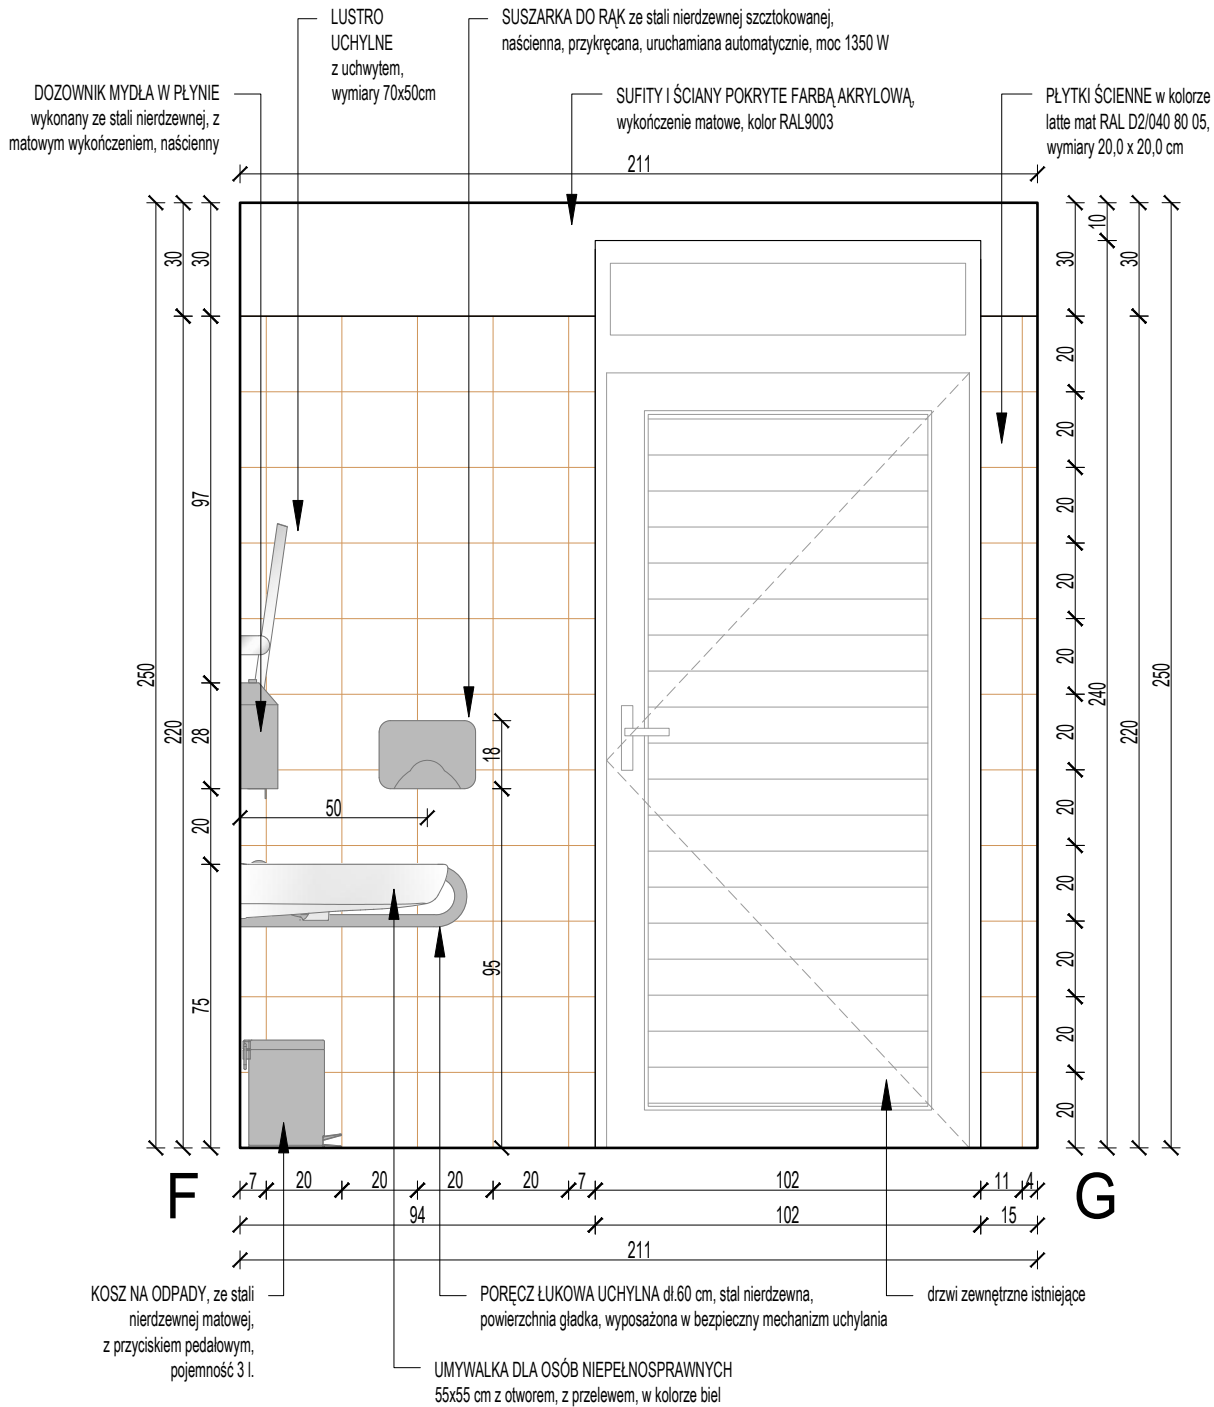 LUSTRO
UCHYLNE
z uchwytem,
wymiary 70x50cm
SUSZARKA DO RĄK ze stali nierdzewnej szcztokowanej,
naścienna, przykręcana, uruchamiana automatycznie, moc 1350 W
DOZOWNIK MYDŁA W PŁYNIE
wykonany ze stali nierdzewnej, z
matowym wykończeniem, naścienny
SUFITY I ŚCIANY POKRYTE FARBĄ AKRYLOWĄ,
wykończenie matowe, kolor RAL9003
PŁYTKI ŚCIENNE w kolorze
latte mat RAL D2/040 80 05,
wymiary 20,0 x 20,0 cm
211
250
30
220
30
97
28
20
75
50
18
95
30
20
20
20
20
20
20
20
20
20
20
20
10
240
30
220
250
F
7
20
20
20
20
7
102
11
4
G
94
102
15
211
KOSZ NA ODPADY, ze stali
nierdzewnej matowej,
z przyciskiem pedałowym,
pojemność 3 l.
PORĘCZ ŁUKOWA UCHYLNA dł.60 cm, stal nierdzewna,
powierzchnia gładka, wyposażona w bezpieczny mechanizm uchylania
drzwi zewnętrzne istniejące
UMYWALKA DLA OSÓB NIEPEŁNOSPRAWNYCH
55x55 cm z otworem, z przelewem, w kolorze biel